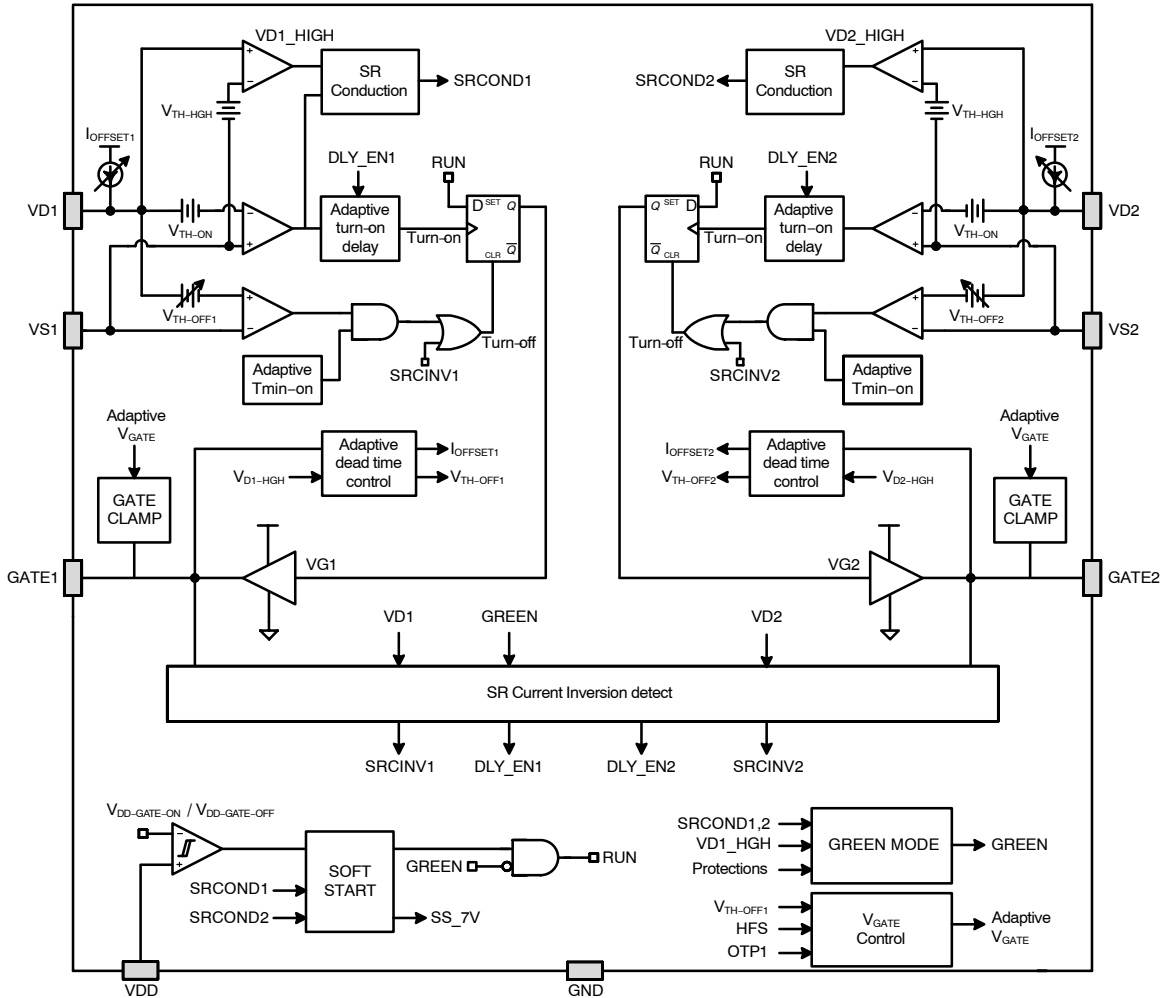 VD1_HIGH
SR
Conduction
SRCOND1
VTH−HGH
IOFFSET1
DLY_EN1
RUN
VD1
VTH−ON
Adaptive
turn−on
delay
Turn−on
D SET Q
Q
CLR
VS1
VTH−OFF1
Adaptive
Tmin−on
SRCINV1
Turn−off
VD2_HIGH
SRCOND2
SR
Conduction
VTH−HGH
IOFFSET2
RUN
DLY_EN2
Q SET D
Q
CLR
Turn−on
Adaptive
turn−on
delay
VTH−ON
VD2
VTH−OFF2
VS2
Turn−off
SRCINV2
Adaptive
Tmin−on
Adaptive
VGATE
GATE
CLAMP
VD1−HGH
Adaptive
dead time
control
IOFFSET1
VTH−OFF1
GATE1
VG1
IOFFSET2
VTH−OFF2
Adaptive
dead time
control
VD2−HGH
Adaptive
VGATE
GATE
CLAMP
VG2
GATE2
VD1
GREEN
VD2
SR Current Inversion detect
SRCINV1
DLY_EN1
DLY_EN2
SRCINV2
VDD−GATE−ON / VDD−GATE−OFF
SRCOND1
SRCOND2
SOFT
START
GREEN
RUN
SS_7V
VDD
GND
SRCOND1,2
VD1_HGH
Protections
GREEN MODE
GREEN
VTH−OFF1
HFS
OTP1
VGATE
Control
Adaptive
VGATE